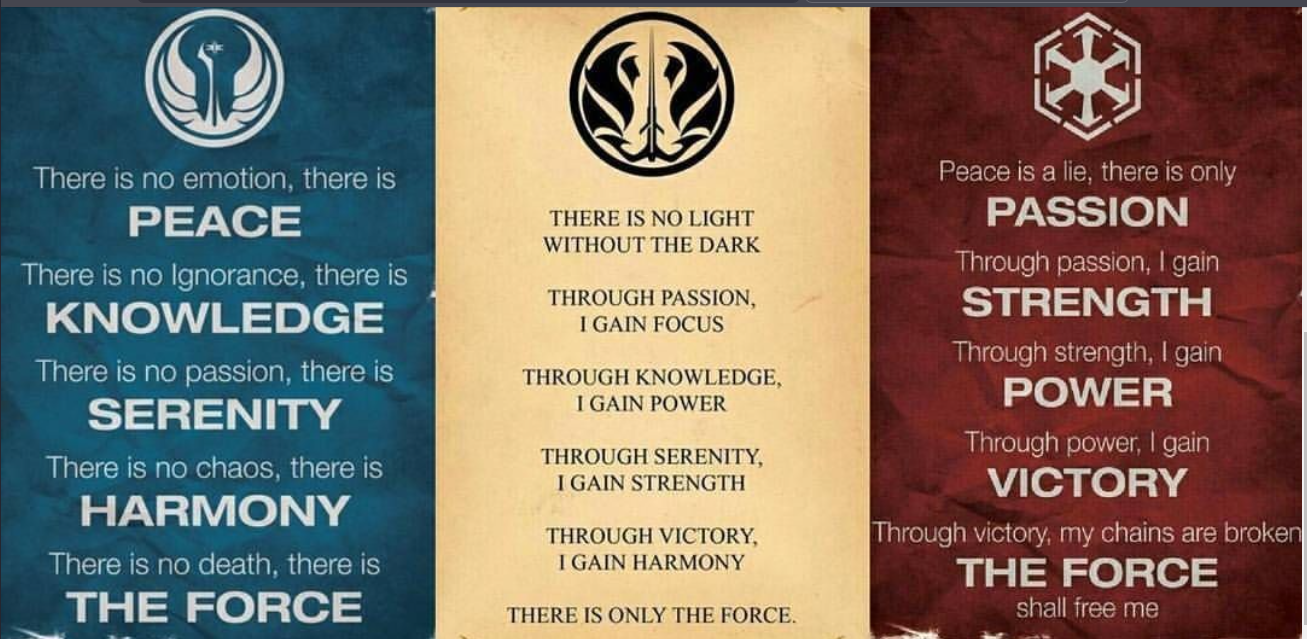 There is no emotion, there is
PEACE
There is no Ignorance, there is
KNOWLEDGE
There is no passion, there is
SERENITY
There is no chaos, there is
HARMONY
There is no death, there is
THE FORCE
THERE IS NO LIGHT
WITHOUT THE DARK
THROUGH PASSION,
I GAIN FOCUS
THROUGH KNOWLEDGE,
I GAIN POWER
THROUGH SERENITY,
I GAIN STRENGTH
THROUGH VICTORY,
I GAIN HARMONY
THERE IS ONLY THE FORCE.
Peace is a lie, there is only
PASSION
Through passion, I gain
STRENGTH
Through strength, I gain
POWER
Through power, I gain
VICTORY
Through victory, my chains are broken
THE FORCE
shall free me